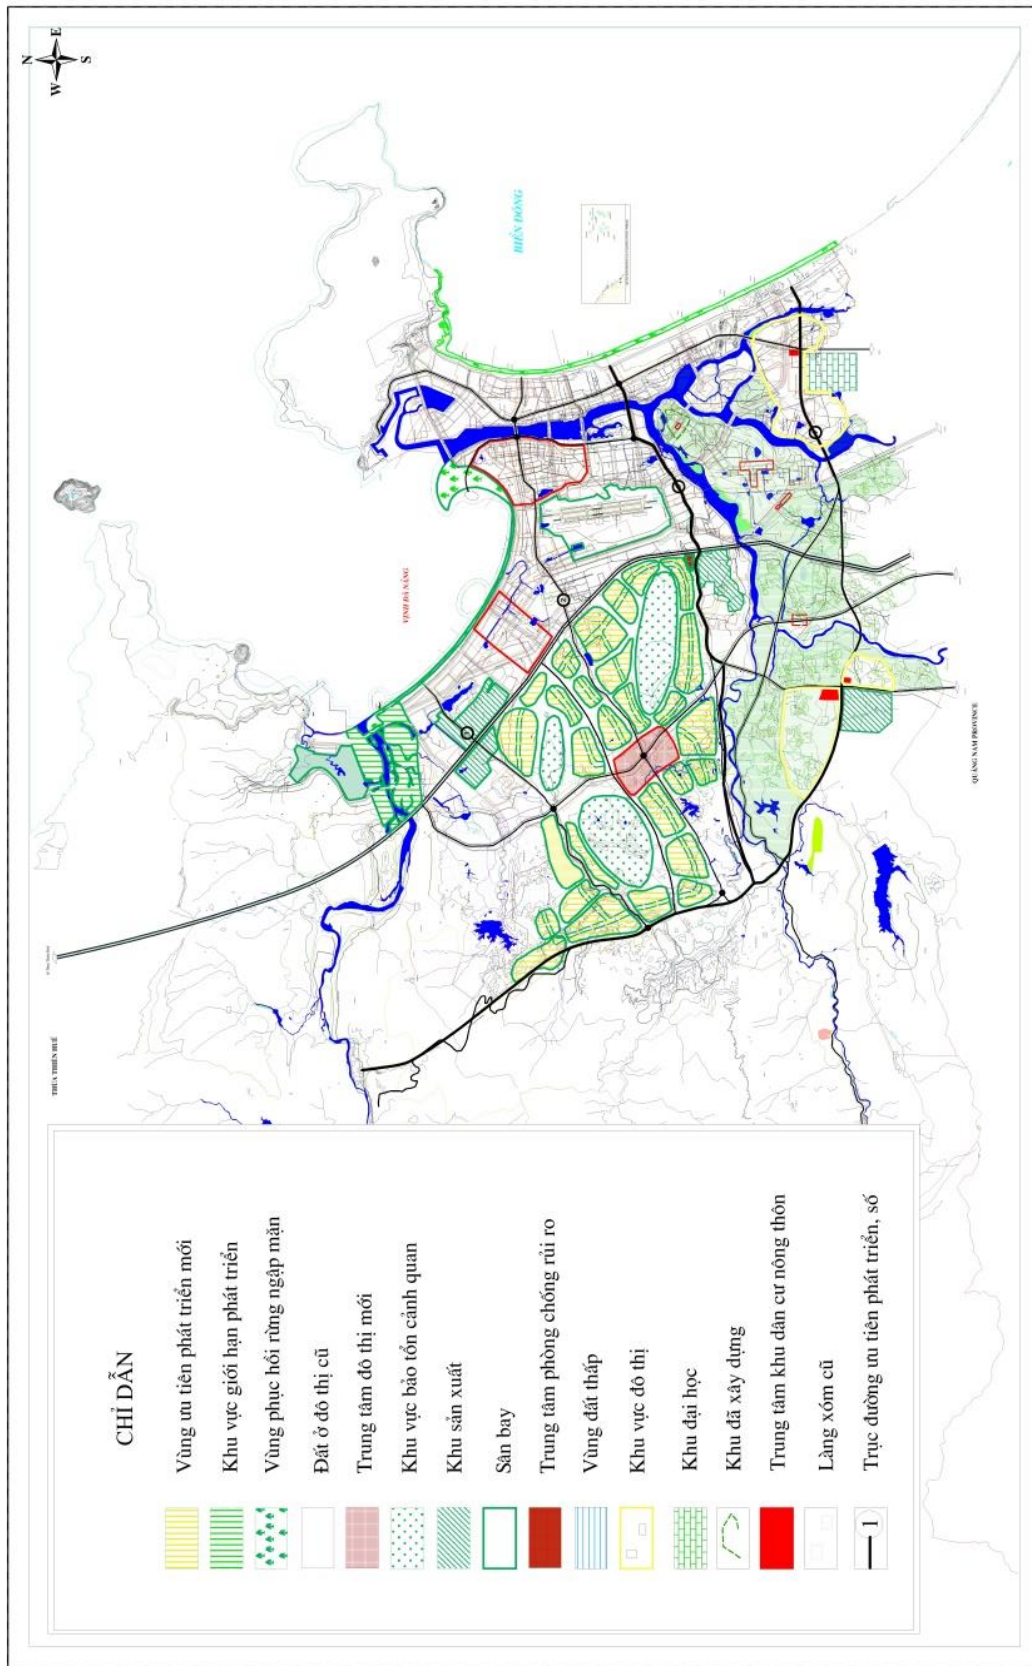 CHỈ DẪN
Vùng ưu tiên phát triển mới
Khu vực giới hạn phát triển
Vùng phục hồi rừng ngập mặn
Đất ở đô thị cũ
Trung tâm đô thị mới
Khu vực bảo tồn cảnh quan
Khu sản xuất
Sân bay
Trung tâm phòng chống rủi ro
Vùng đất thấp
Khu vực đô thị
Khu đại học
Khu đã xây dựng
Trung tâm khu dân cư nông thôn
Làng xóm cũ
1
Trục đường ưu tiên phát triển, số
THỪA THIÊN HUẾ
VỊNH ĐÀ NẴNG
BIỂN ĐÔNG
QUẢNG NAM PROVINCE
2
N
E
S
W